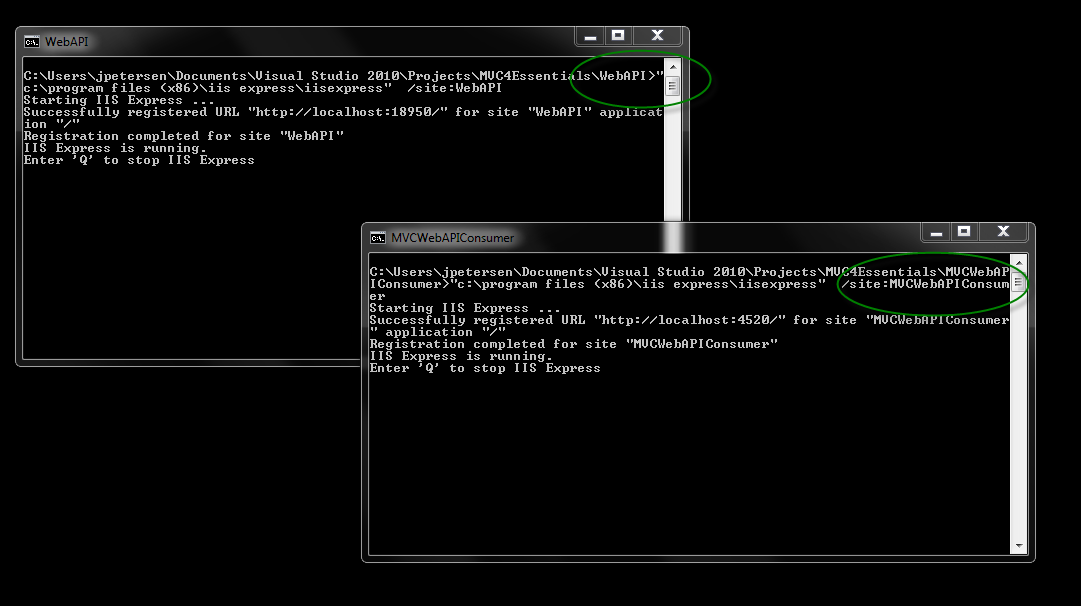 WebAPI
C:\Users\jpetersen\Documents\Visual Studio 2010\Projects\MVC4Essentials\WebAPI>"
c:\program files (x86)\iis express\iisexpress"  /site:WebAPI
Starting IIS Express ...
Successfully registered URL "http://localhost:18950/" for site "WebAPI" applicat
ion "/"
Registration completed for site "WebAPI"
IIS Express is running.
Enter 'Q' to stop IIS Express
MVCWebAPIConsumer
C:\Users\jpetersen\Documents\Visual Studio 2010\Projects\MVC4Essentials\MVCWebAP
IConsumer>"c:\program files (x86)\iis express\iisexpress"  /site:MVCWebAPIConsum
er
Starting IIS Express ...
Successfully registered URL "http://localhost:4520/" for site "MVCWebAPIConsumer
" application "/"
Registration completed for site "MVCWebAPIConsumer"
IIS Express is running.
Enter 'Q' to stop IIS Express